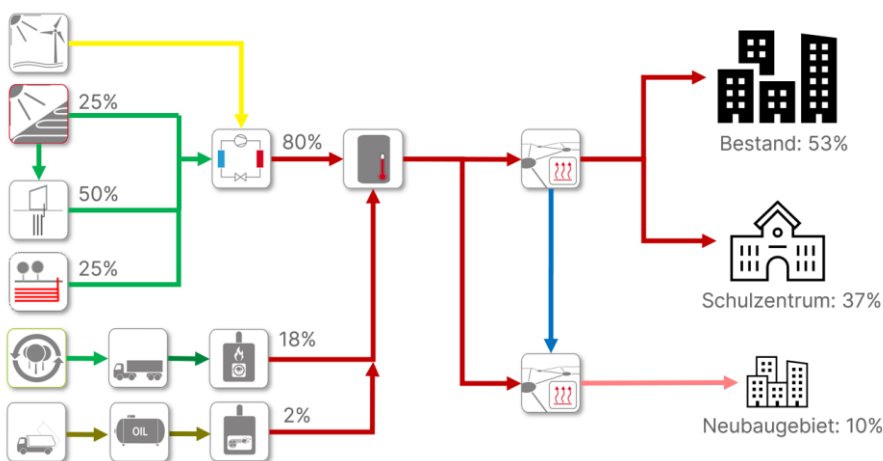 25%
80%
Bestand: 53%
50%
25%
Schulzentrum: 37%
18%
2%
OIL
Neubaugebiet: 10%